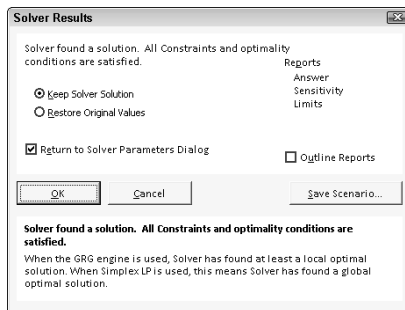 Solver Results
Solver found a solution. All Constraints and optimality
conditions are satisfied.
Reports
Answer
Sensitivity
Limits
Keep Solver Solution
Restore Original Values
Return to Solver Parameters Dialog
Outline Reports
OK
Cancel
Save Scenario...
Solver found a solution. All Constraints and optimality conditions are
satisfied.
When the GRG engine is used, Solver has found at least a local optimal
solution. When Simplex LP is used, this means Solver has found a global
optimal solution.